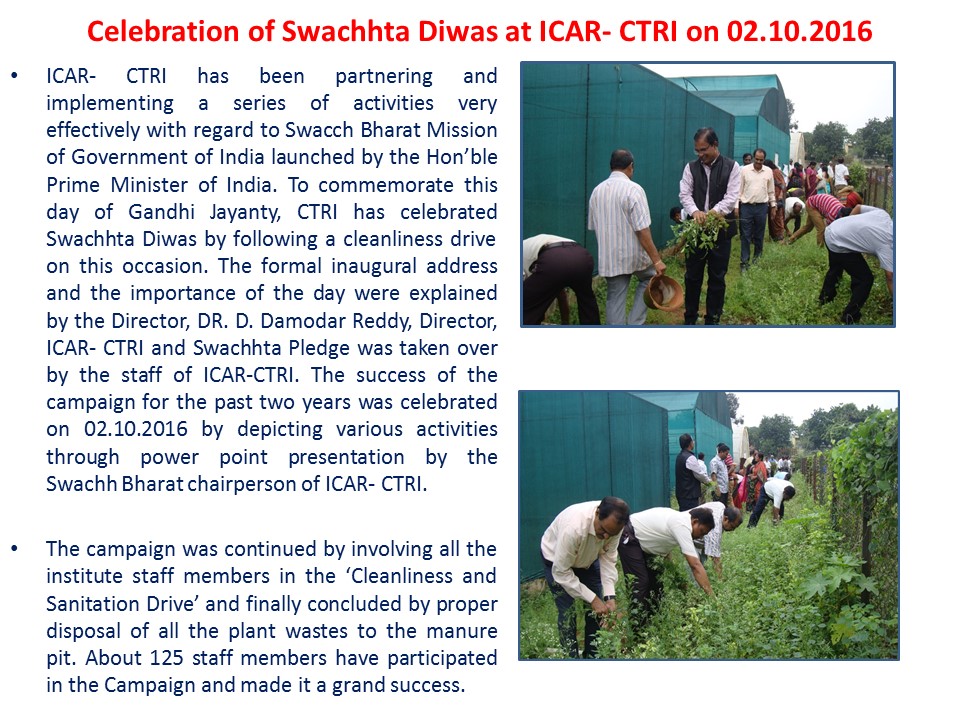 Celebration of Swachhta Diwas at ICAR- CTRI on 02.10.2016
• ICAR- CTRI has been partnering and
implementing a series of activities very
effectively with regard to Swacch Bharat Mission
of Government of India launched by the Hon’ble
Prime Minister of India. To commemorate this
day of Gandhi Jayanty, CTRI has celebrated
Swachhta Diwas by following a cleanliness drive
on this occasion. The formal inaugural address
and the importance of the day were explained
by the Director, DR. D. Damodar Reddy, Director,
ICAR- CTRI and Swachhta Pledge was taken over
by the staff of ICAR-CTRI. The success of the
campaign for the past two years was celebrated
on 02.10.2016 by depicting various activities
through power point presentation by the
Swachh Bharat chairperson of ICAR- CTRI.
• The campaign was continued by involving all the
institute staff members in the ‘Cleanliness and
Sanitation Drive’ and finally concluded by proper
disposal of all the plant wastes to the manure
pit. About 125 staff members have participated
in the Campaign and made it a grand success.